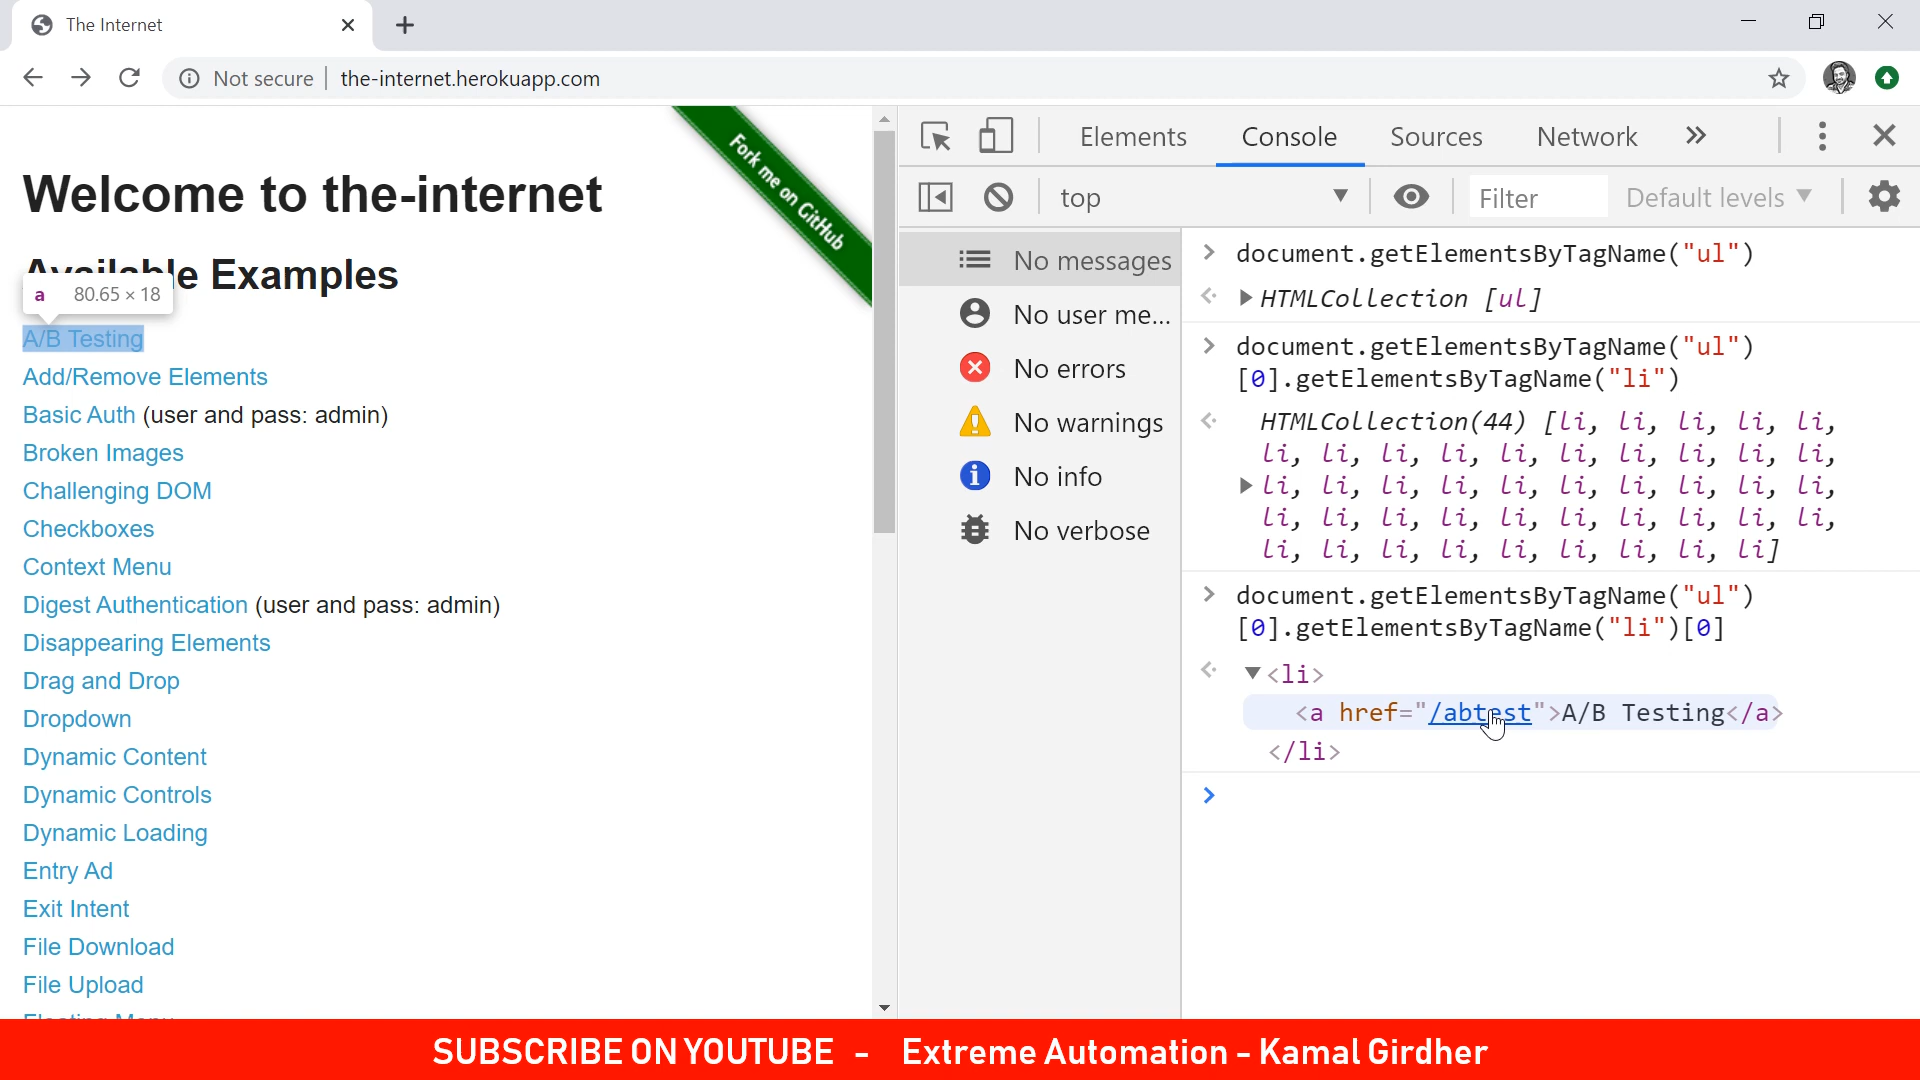 The Internet
Not secure
the-internet.herokuapp.com
Fork me on GitHub
Welcome to the-internet
Available Examples
a 80.65 × 18
A/B Testing
Add/Remove Elements
Basic Auth (user and pass: admin)
Broken Images
Challenging DOM
Checkboxes
Context Menu
Digest Authentication (user and pass: admin)
Disappearing Elements
Drag and Drop
Dropdown
Dynamic Content
Dynamic Controls
Dynamic Loading
Entry Ad
Exit Intent
File Download
File Upload
Elements
Console
Sources
Network
top
Filter
Default levels
No messages
No user me...
No errors
No warnings
No info
No verbose
document.getElementsByTagName("ul")
HTMLCollection [ul]
document.getElementsByTagName("ul")
[0].getElementsByTagName("li")
HTMLCollection(44) [li, li, li, li, li,
li, li, li, li, li, li, li, li, li, li,
li, li, li, li, li, li, li, li, li, li,
li, li, li, li, li, li, li, li, li, li,
li, li, li, li, li, li, li, li, li]
document.getElementsByTagName("ul")
[0].getElementsByTagName("li")[0]
<li>
<a href="/abtest">A/B Testing</a>
</li>
SUBSCRIBE ON YOUTUBE - Extreme Automation - Kamal Girdher